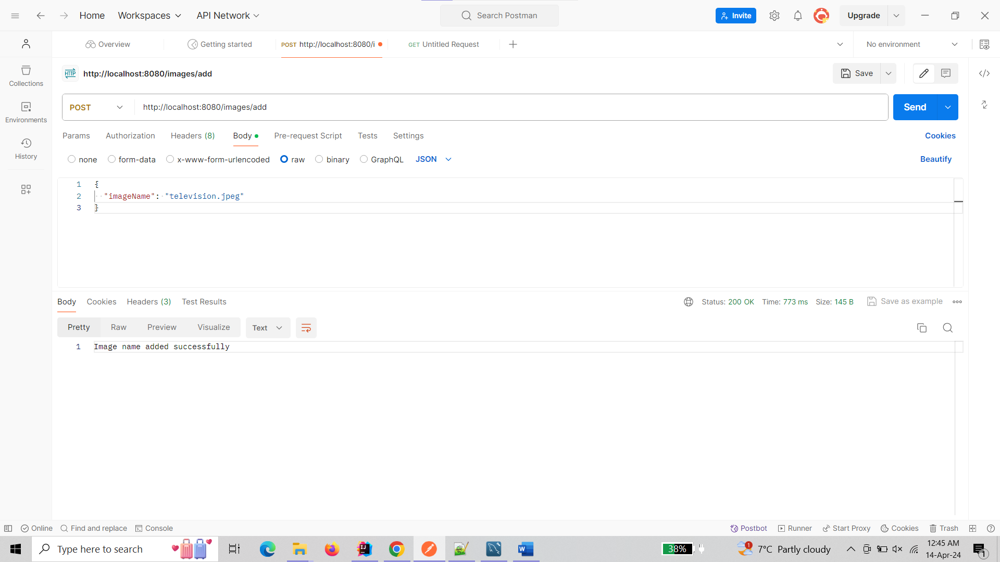 Home Workspaces API Network Search Postman Invite Upgrade
Overview Getting started POST http://localhost:8080/i GET Untitled Request No environment
HTTP http://localhost:8080/images/add Save
Collections
Environments
History
POST http://localhost:8080/images/add Send
Params Authorization Headers (8) Body Pre-request Script Tests Settings Cookies
none form-data x-www-form-urlencoded raw binary GraphQL JSON Beautify
1 {
2 "imageName": "television.jpeg"
3 }
Body Cookies Headers (3) Test Results Status: 200 OK Time: 773 ms Size: 145 B Save as example
Pretty Raw Preview Visualize Text
1 Image name added successfully
Online Find and replace Console Postbot Runner Start Proxy Cookies Trash
Type here to search IJ W 38% 1 7°C Partly cloudy 12:45 AM
14-Apr-24 1